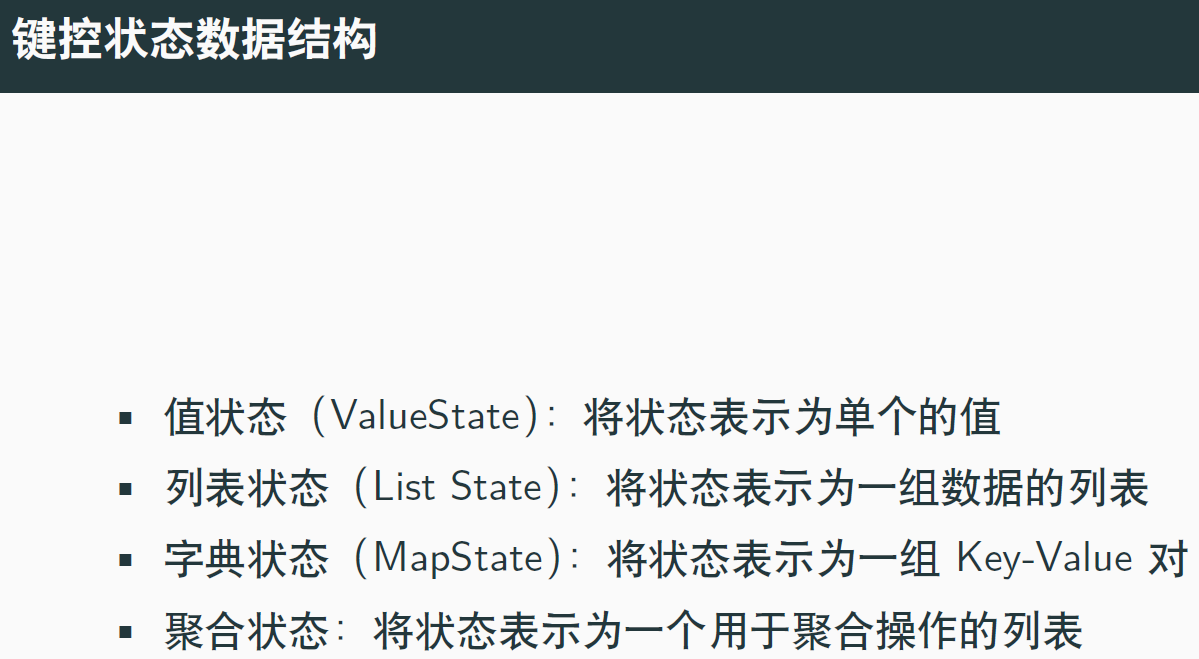 键控状态数据结构
▪ 值状态（ValueState）：将状态表示为单个的值
▪ 列表状态（List State）：将状态表示为一组数据的列表
▪ 字典状态（MapState）：将状态表示为一组 Key-Value 对
▪ 聚合状态：将状态表示为一个用于聚合操作的列表